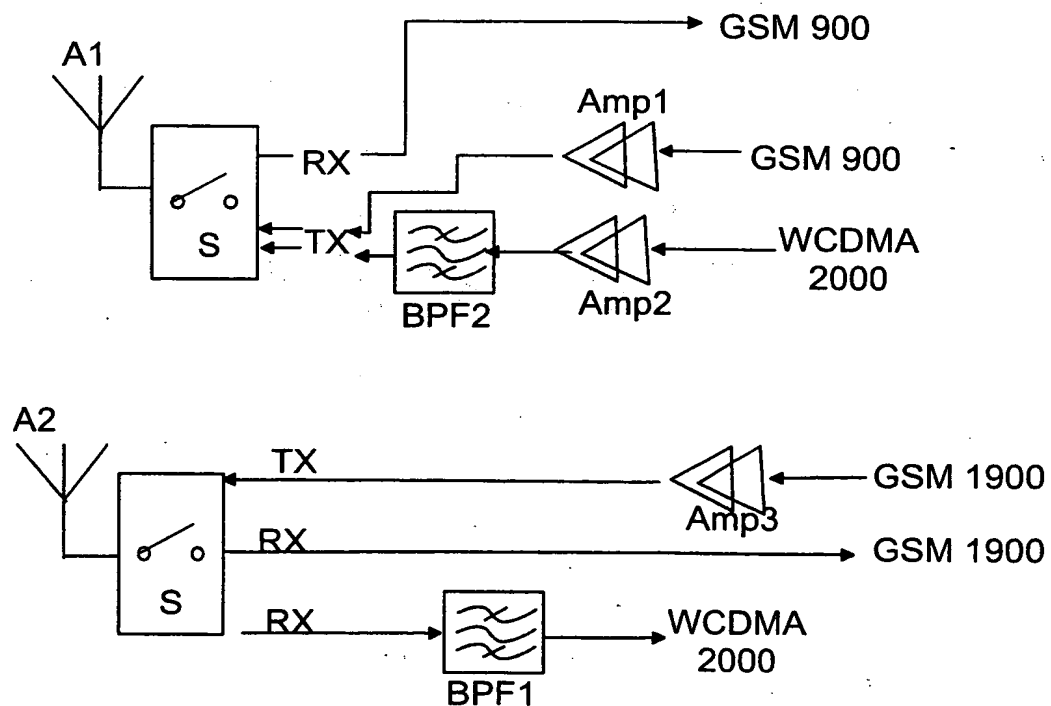 GSM 900
A1
Amp1
RX
GSM 900
TX
WCDMA
2000
S
BPF2
Amp2
A2
TX
GSM 1900
Amp3
RX
GSM 1900
S
RX
WCDMA
2000
BPF1